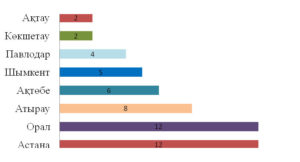 Ақтау 2
Көкшетау 2
Павлодар 4
Шымкент 5
Ақтөбе 6
Атырау 8
Орал 12
Астана 12